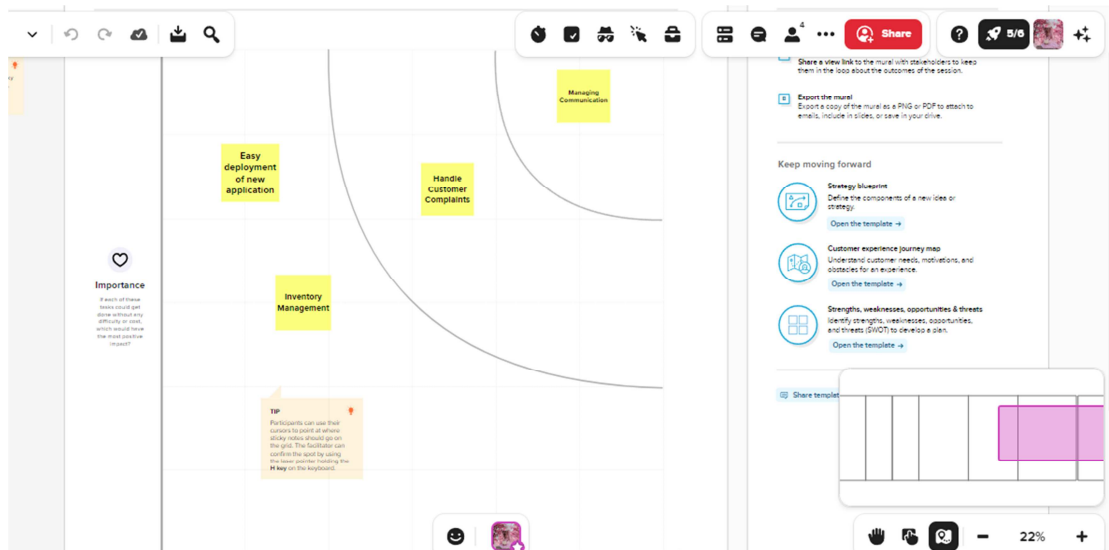 4
Share
5/6
Managing
Communication
Easy
deployment
of new
application
Handle
Customer
Complaints
Inventory
Management
Importance
If each of these
tasks could get
done without any
difficulty or cost,
which would have
the most positive
impact?
TIP
Participants can use their
cursors to point at where
sticky notes should go on
the grid. The facilitator can
confirm the spot by using
the laser pointer holding the
H key on the keyboard.
Share a view link to the mural with stakeholders to keep
them in the loop about the outcomes of the session.
Export the mural
Export a copy of the mural as a PNG or PDF to attach to
emails, include in slides, or save in your drive.
Keep moving forward
Strategy blueprint
Define the components of a new idea or
strategy.
Open the template →
Customer experience journey map
Understand customer needs, motivations, and
obstacles for an experience.
Open the template →
Strengths, weaknesses, opportunities & threats
Identify strengths, weaknesses, opportunities,
and threats (SWOT) to develop a plan.
Open the template →
Share templat
22%